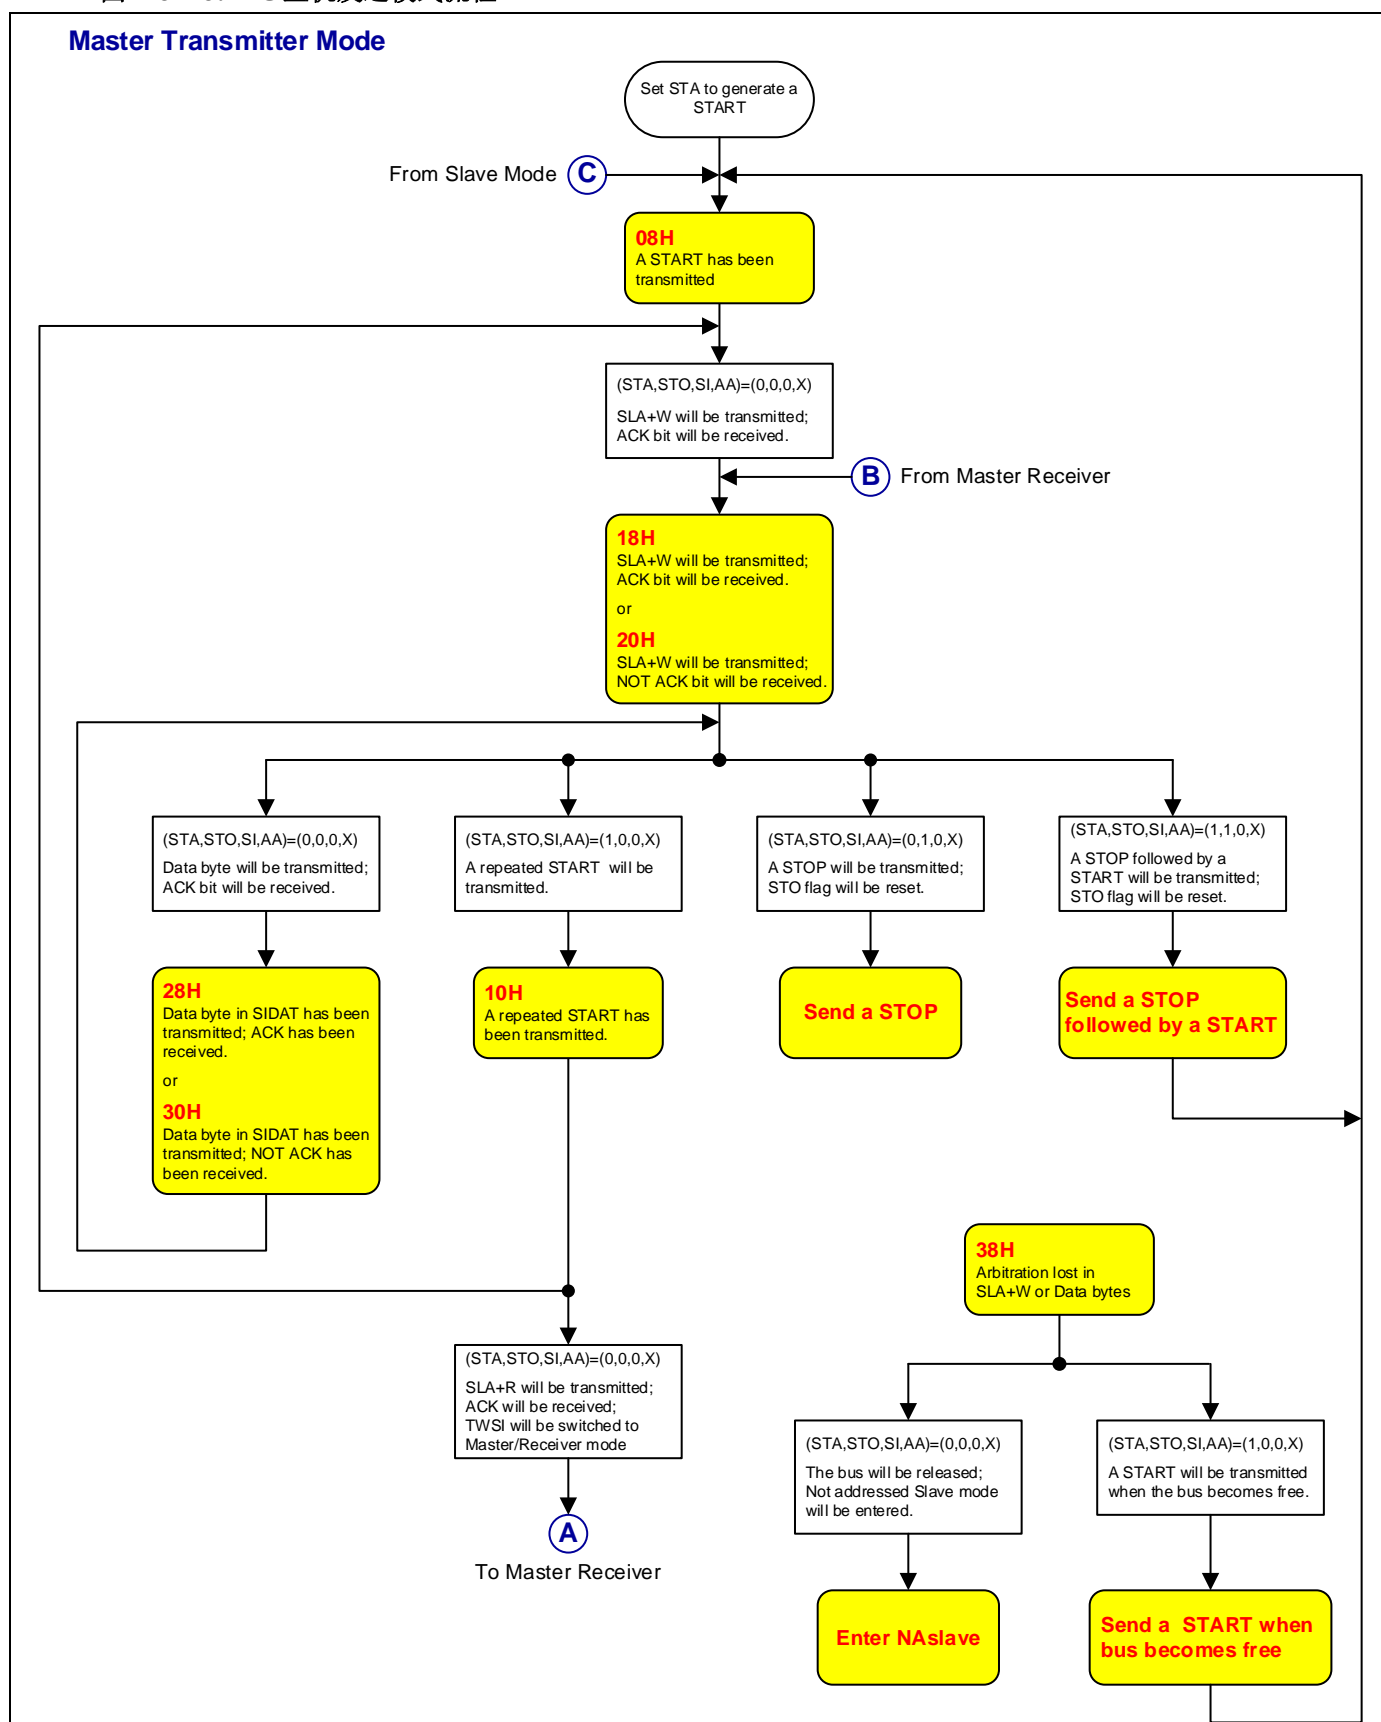 Master Transmitter Mode
Set STA to generate a
START
From Slave Mode
C
08H
A START has been
transmitted
(STA,STO,SI,AA)=(0,0,0,X)
SLA+W will be transmitted;
ACK bit will be received.
B
From Master Receiver
18H
SLA+W will be transmitted;
ACK bit will be received.
or
20H
SLA+W will be transmitted;
NOT ACK bit will be received.
(STA,STO,SI,AA)=(0,0,0,X)
Data byte will be transmitted;
ACK bit will be received.
(STA,STO,SI,AA)=(1,0,0,X)
A repeated START will be
transmitted.
(STA,STO,SI,AA)=(0,1,0,X)
A STOP will be transmitted;
STO flag will be reset.
(STA,STO,SI,AA)=(1,1,0,X)
A STOP followed by a
START will be transmitted;
STO flag will be reset.
28H
Data byte in SIDAT has been
transmitted; ACK has been
received.
or
30H
Data byte in SIDAT has been
transmitted; NOT ACK has
been received.
10H
A repeated START has
been transmitted.
Send a STOP
Send a STOP
followed by a START
38H
Arbitration lost in
SLA+W or Data bytes
(STA,STO,SI,AA)=(0,0,0,X)
SLA+R will be transmitted;
ACK will be received;
TWSI will be switched to
Master/Receiver mode
A
To Master Receiver
(STA,STO,SI,AA)=(0,0,0,X)
The bus will be released;
Not addressed Slave mode
will be entered.
(STA,STO,SI,AA)=(1,0,0,X)
A START will be transmitted
when the bus becomes free.
Enter NAslave
Send a START when
bus becomes free